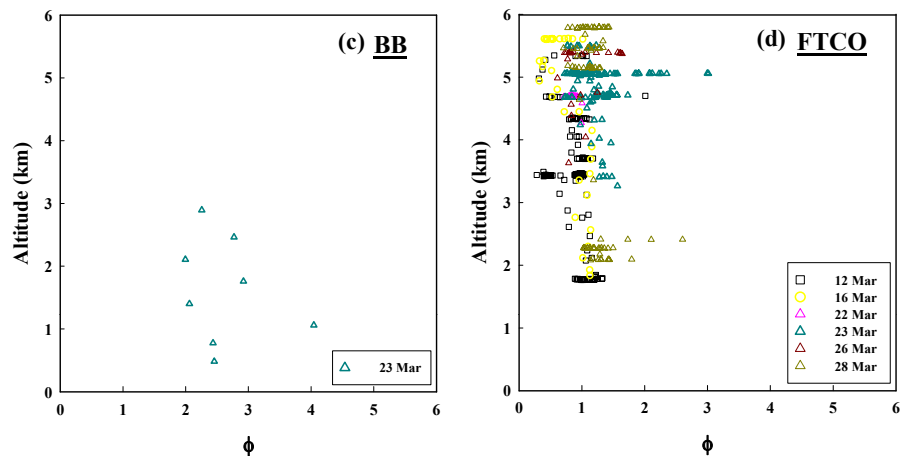 (c) BB
Altitude (km)
6
5
4
3
2
1
0
0 1 2 3 4 5 6
ϕ
23 Mar
(d) FTCO
Altitude (km)
6
5
4
3
2
1
0
0 1 2 3 4 5 6
ϕ
12 Mar
16 Mar
22 Mar
23 Mar
26 Mar
28 Mar